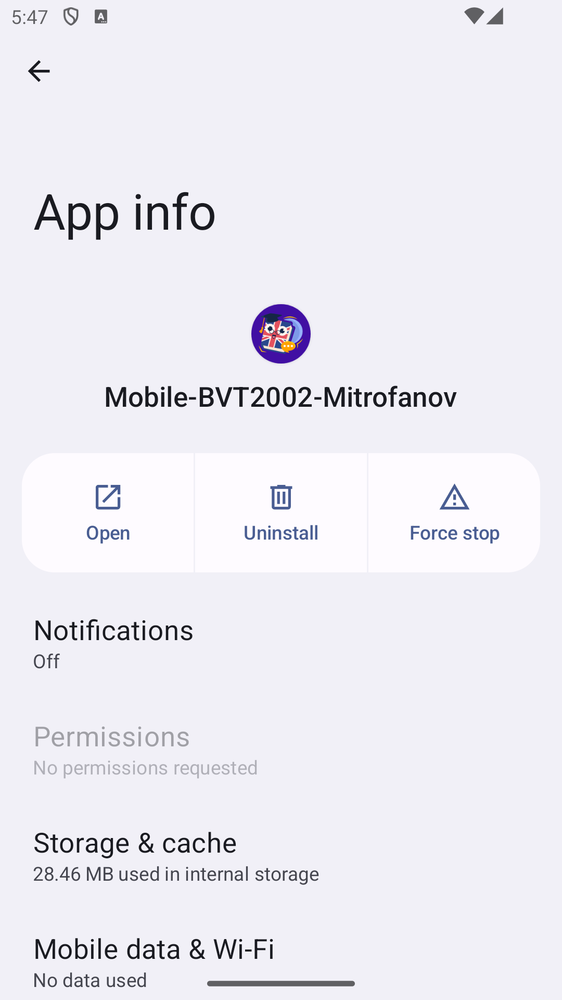 5:47
App info
Mobile-BVT2002-Mitrofanov
Open
Uninstall
Force stop
Notifications
Off
Permissions
No permissions requested
Storage & cache
28.46 MB used in internal storage
Mobile data & Wi-Fi
No data used